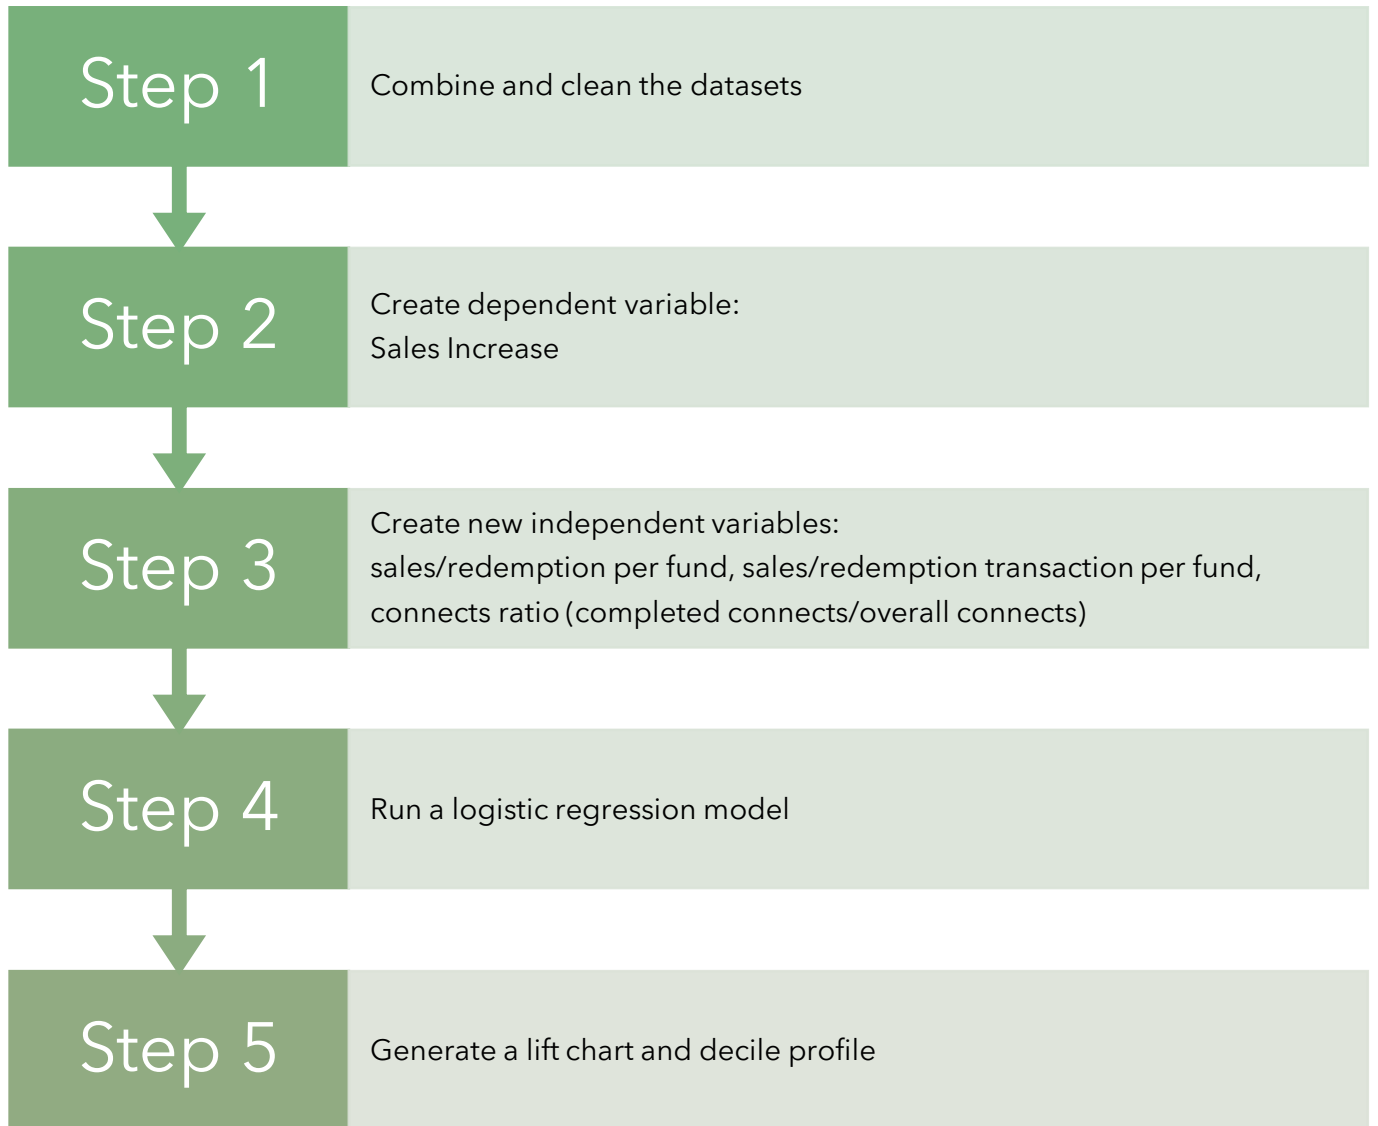 Step 1
Combine and clean the datasets
Step 2
Create dependent variable:
Sales Increase
Step 3
Create new independent variables:
sales/redemption per fund, sales/redemption transaction per fund,
connects ratio (completed connects/overall connects)
Step 4
Run a logistic regression model
Step 5
Generate a lift chart and decile profile